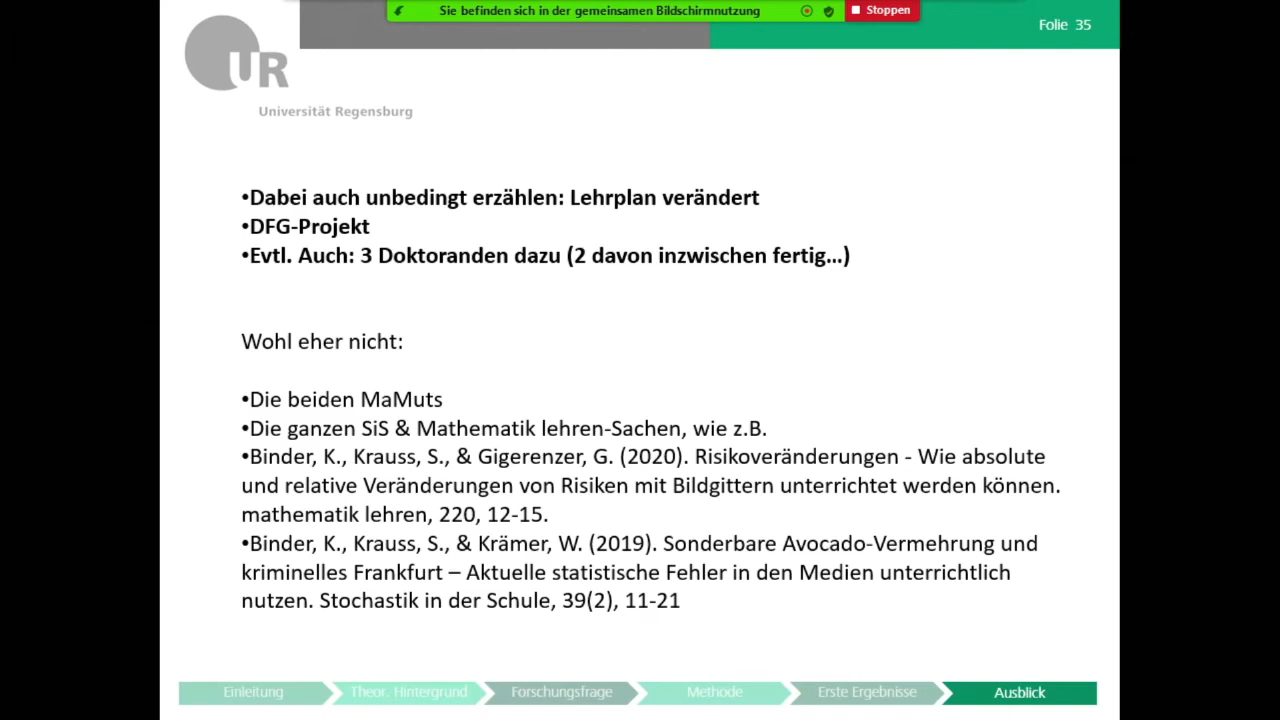 Sie befinden sich in der gemeinsamen Bildschirmnutzung
Stoppen
Folie 35
UR
Universität Regensburg
•Dabei auch unbedingt erzählen: Lehrplan verändert
•DFG-Projekt
•Evtl. Auch: 3 Doktoranden dazu (2 davon inzwischen fertig…)
Wohl eher nicht:
•Die beiden MaMuts
•Die ganzen SiS & Mathematik lehren-Sachen, wie z.B.
•Binder, K., Krauss, S., & Gigerenzer, G. (2020). Risikoveränderungen - Wie absolute
und relative Veränderungen von Risiken mit Bildgittern unterrichtet werden können.
mathematik lehren, 220, 12-15.
•Binder, K., Krauss, S., & Krämer, W. (2019). Sonderbare Avocado-Vermehrung und
kriminelles Frankfurt – Aktuelle statistische Fehler in den Medien unterrichtlich
nutzen. Stochastik in der Schule, 39(2), 11-21
Einleitung
Theor. Hintergrund
Forschungsfrage
Methode
Erste Ergebnisse
Ausblick